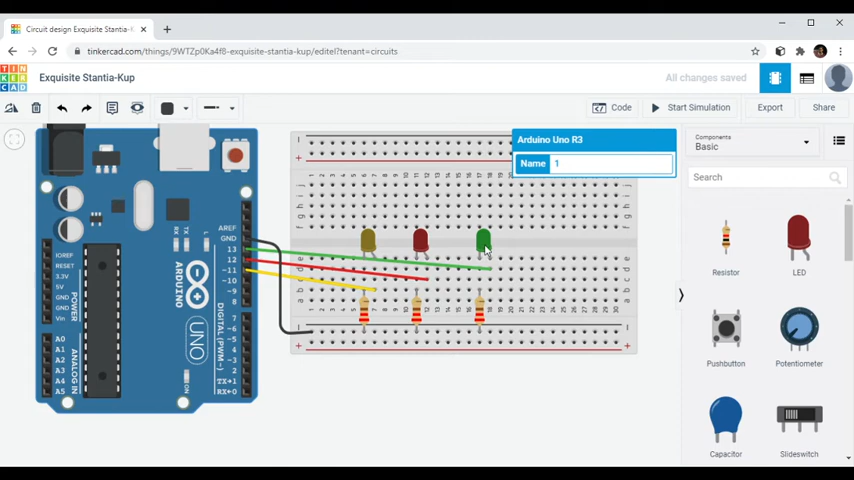 Circuit design Exquisite Stantia-K
tinkercad.com/things/9WTZp0Ka4f8-exquisite-stantia-kup/editel?tenant=circuits
TIN
KER
CAD
Exquisite Stantia-Kup
All changes saved
Code
Start Simulation
Export
Share
Arduino Uno R3
Name 1
Components
Basic
Search
Resistor
LED
Pushbutton
Potentiometer
Capacitor
Slideswitch
AREF
GND
13
12
~11
~10
~9
8
7
~6
~5
4
~3
2
TX→1
RX←0
DIGITAL (PWM~)
IOREF
RESET
3.3V
5V
GND
GND
Vin
POWER
A0
A1
A2
A3
A4
A5
ANALOG IN
RX
TX
L
ARDUINO
UNO
ON